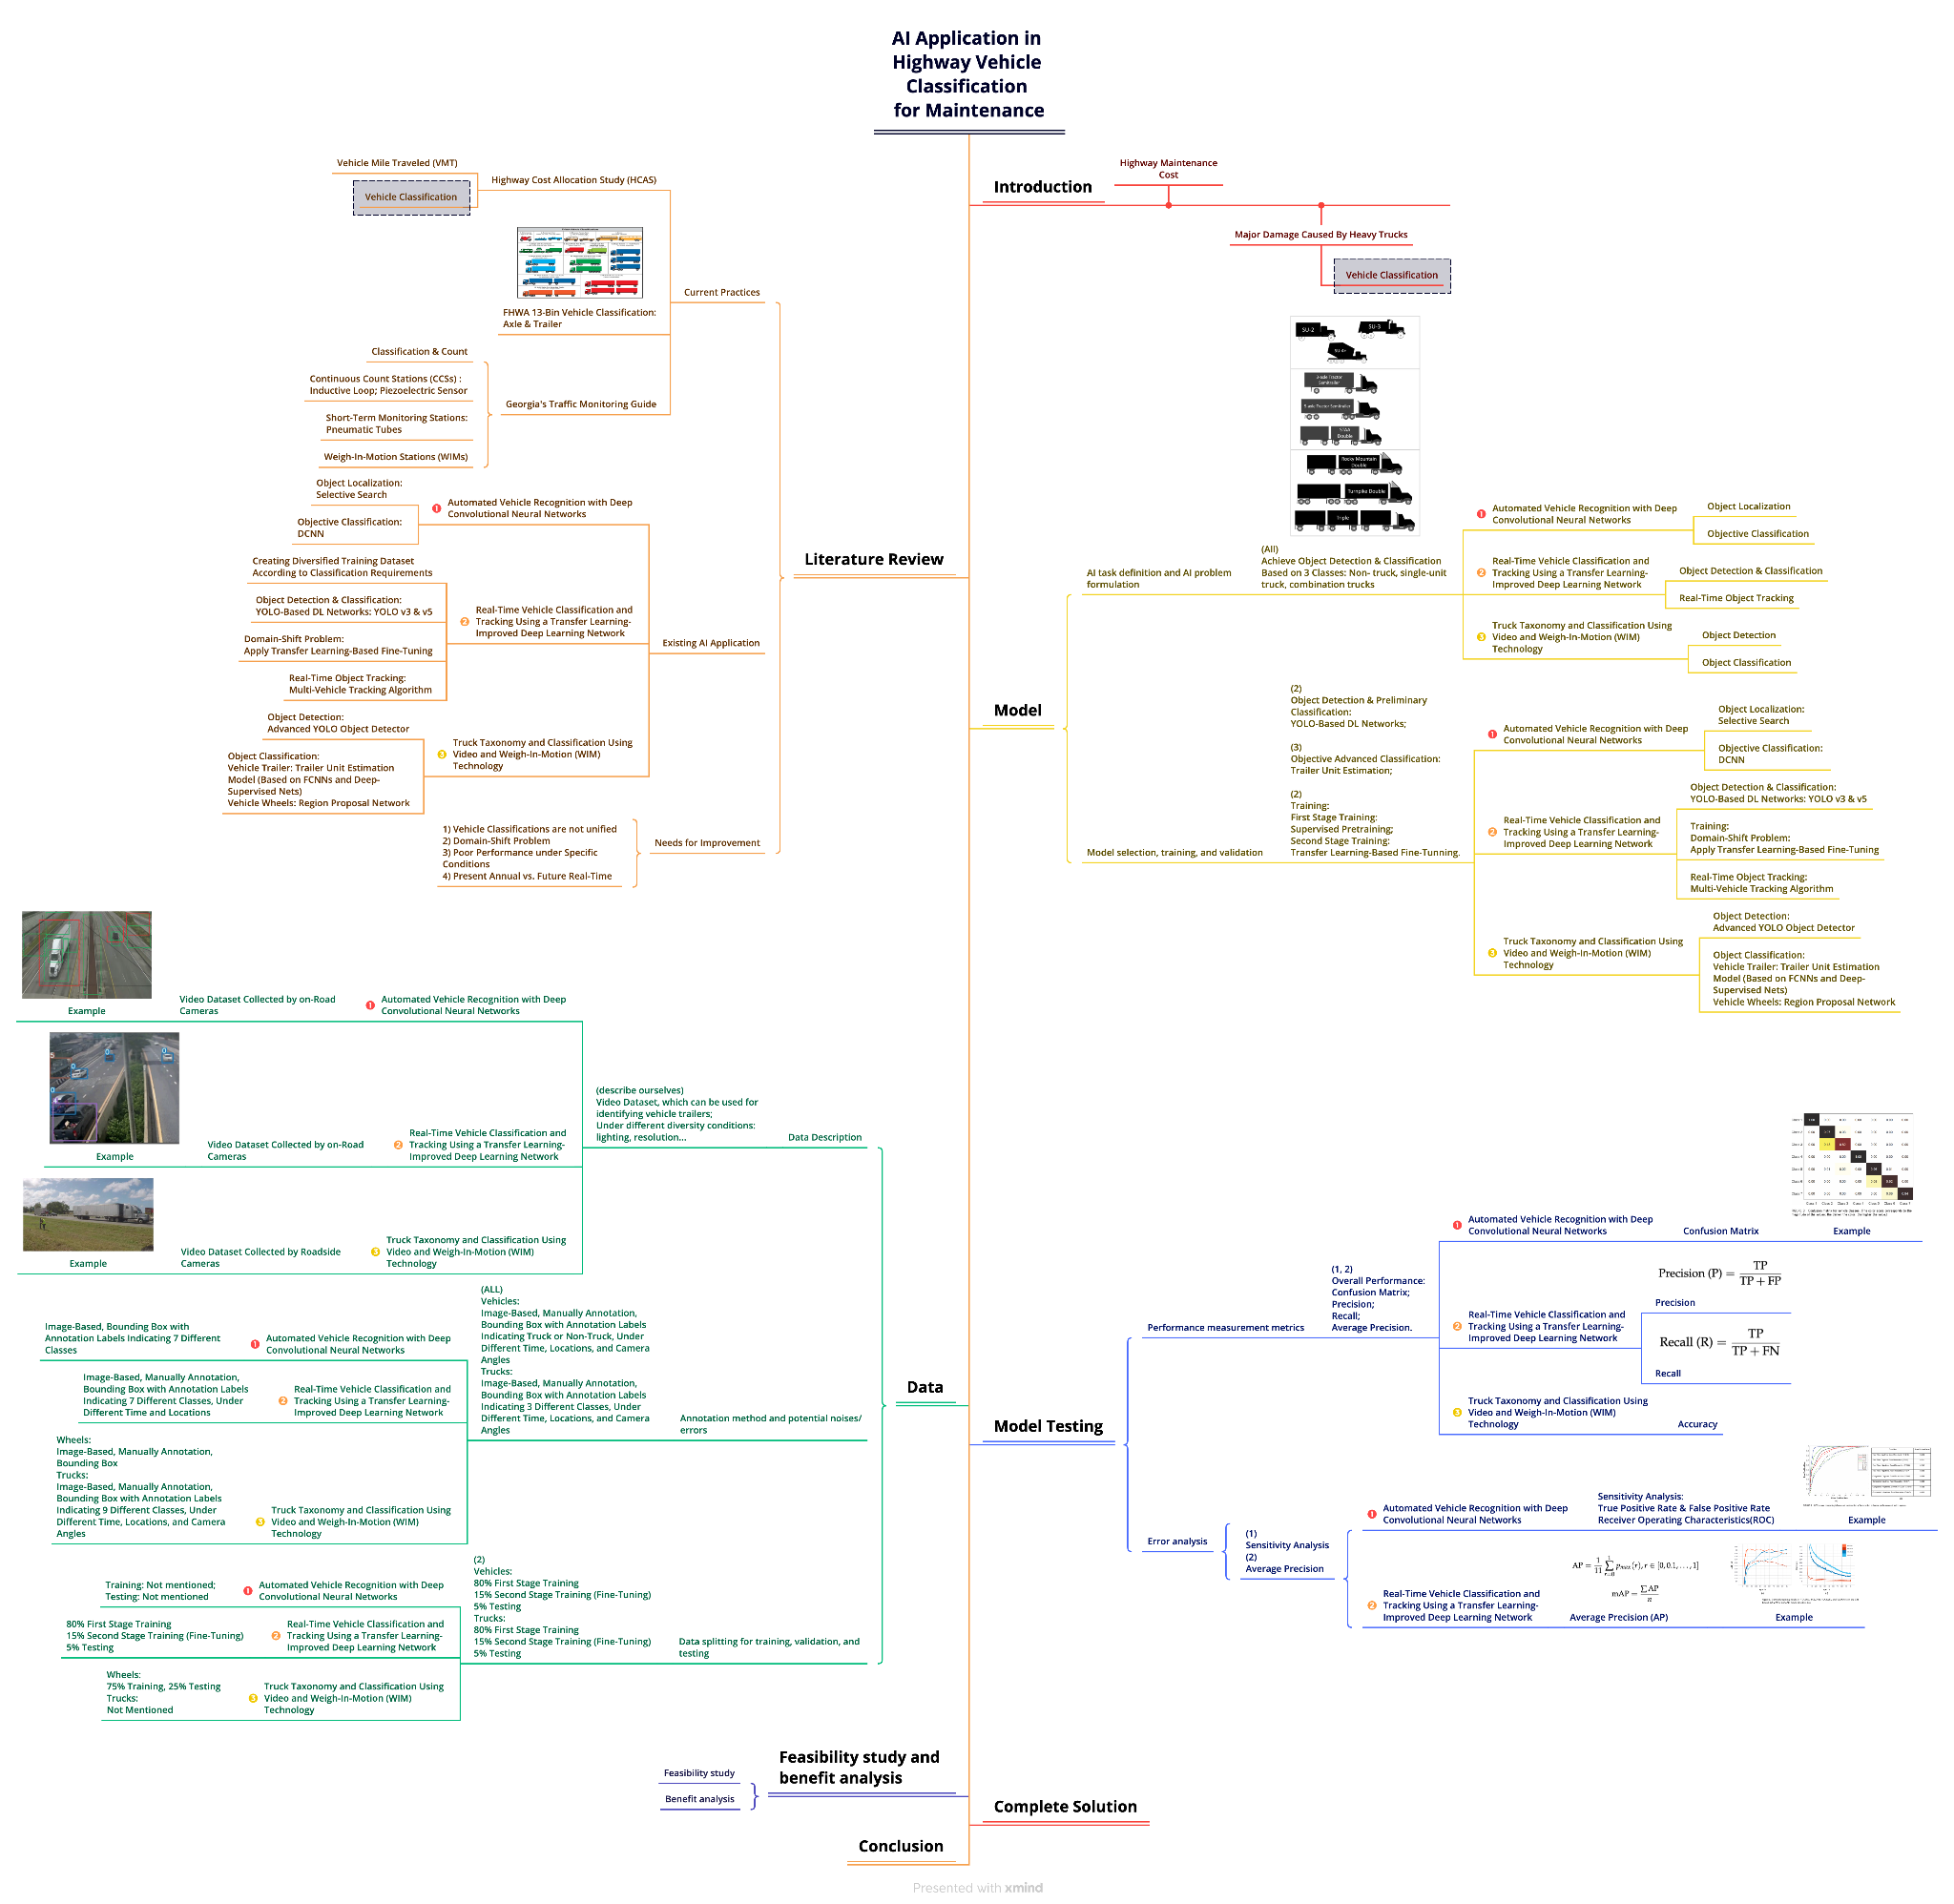 AI Application in
Highway Vehicle
Classification
for Maintenance
Introduction
Highway Maintenance
Cost
Major Damage Caused By Heavy Trucks
Vehicle Classification
Literature Review
Current Practices
Highway Cost Allocation Study (HCAS)
Vehicle Mile Traveled (VMT)
Vehicle Classification
FHWA 13-Bin Vehicle Classification:
Axle & Trailer
Georgia's Traffic Monitoring Guide
Classification & Count
Continuous Count Stations (CCSs) :
Inductive Loop; Piezoelectric Sensor
Short-Term Monitoring Stations:
Pneumatic Tubes
Weigh-In-Motion Stations (WIMs)
Existing AI Application
1 Automated Vehicle Recognition with Deep
Convolutional Neural Networks
Object Localization:
Selective Search
Objective Classification:
DCNN
2 Real-Time Vehicle Classification and
Tracking Using a Transfer Learning-
Improved Deep Learning Network
Creating Diversified Training Dataset
According to Classification Requirements
Object Detection & Classification:
YOLO-Based DL Networks: YOLO v3 & v5
Domain-Shift Problem:
Apply Transfer Learning-Based Fine-Tuning
Real-Time Object Tracking:
Multi-Vehicle Tracking Algorithm
3 Truck Taxonomy and Classification Using
Video and Weigh-In-Motion (WIM)
Technology
Object Detection:
Advanced YOLO Object Detector
Object Classification:
Vehicle Trailer: Trailer Unit Estimation
Model (Based on FCNNs and Deep-
Supervised Nets)
Vehicle Wheels: Region Proposal Network
Needs for Improvement
1) Vehicle Classifications are not unified
2) Domain-Shift Problem
3) Poor Performance under Specific
Conditions
4) Present Annual vs. Future Real-Time
Model
AI task definition and AI problem
formulation
SU-2
SU-3
Rocky Mountain
Double
Turnpike Double
Triple
(All)
Achieve Object Detection & Classification
Based on 3 Classes: Non- truck, single-unit
truck, combination trucks
1 Automated Vehicle Recognition with Deep
Convolutional Neural Networks
Object Localization
Objective Classification
2 Real-Time Vehicle Classification and
Tracking Using a Transfer Learning-
Improved Deep Learning Network
Object Detection & Classification
Real-Time Object Tracking
3 Truck Taxonomy and Classification Using
Video and Weigh-In-Motion (WIM)
Technology
Object Detection
Object Classification
Model selection, training, and validation
(2)
Object Detection & Preliminary
Classification:
YOLO-Based DL Networks;
(3)
Objective Advanced Classification:
Trailer Unit Estimation;
(2)
Training:
First Stage Training:
Supervised Pretraining;
Second Stage Training:
Transfer Learning-Based Fine-Tunning.
1 Automated Vehicle Recognition with Deep
Convolutional Neural Networks
Object Localization:
Selective Search
Objective Classification:
DCNN
2 Real-Time Vehicle Classification and
Tracking Using a Transfer Learning-
Improved Deep Learning Network
Object Detection & Classification:
YOLO-Based DL Networks: YOLO v3 & v5
Training:
Domain-Shift Problem:
Apply Transfer Learning-Based Fine-Tuning
Real-Time Object Tracking:
Multi-Vehicle Tracking Algorithm
3 Truck Taxonomy and Classification Using
Video and Weigh-In-Motion (WIM)
Technology
Object Detection:
Advanced YOLO Object Detector
Object Classification:
Vehicle Trailer: Trailer Unit Estimation
Model (Based on FCNNs and Deep-
Supervised Nets)
Vehicle Wheels: Region Proposal Network
Data
Data Description
(describe ourselves)
Video Dataset, which can be used for
identifying vehicle trailers;
Under different diversity conditions:
lighting, resolution...
1 Automated Vehicle Recognition with Deep
Convolutional Neural Networks
Video Dataset Collected by on-Road
Cameras
Example
2 Real-Time Vehicle Classification and
Tracking Using a Transfer Learning-
Improved Deep Learning Network
Video Dataset Collected by on-Road
Cameras
Example
3 Truck Taxonomy and Classification Using
Video and Weigh-In-Motion (WIM)
Technology
Video Dataset Collected by Roadside
Cameras
Example
Annotation method and potential noises/
errors
(ALL)
Vehicles:
Image-Based, Manually Annotation,
Bounding Box with Annotation Labels
Indicating Truck or Non-Truck, Under
Different Time, Locations, and Camera
Angles
Trucks:
Image-Based, Manually Annotation,
Bounding Box with Annotation Labels
Indicating 3 Different Classes, Under
Different Time, Locations, and Camera
Angles
1 Automated Vehicle Recognition with Deep
Convolutional Neural Networks
Image-Based, Bounding Box with
Annotation Labels Indicating 7 Different
Classes
2 Real-Time Vehicle Classification and
Tracking Using a Transfer Learning-
Improved Deep Learning Network
Image-Based, Manually Annotation,
Bounding Box with Annotation Labels
Indicating 7 Different Classes, Under
Different Time and Locations
3 Truck Taxonomy and Classification Using
Video and Weigh-In-Motion (WIM)
Technology
Wheels:
Image-Based, Manually Annotation,
Bounding Box
Trucks:
Image-Based, Manually Annotation,
Bounding Box with Annotation Labels
Indicating 9 Different Classes, Under
Different Time, Locations, and Camera
Angles
Data splitting for training, validation, and
testing
(2)
Vehicles:
80% First Stage Training
15% Second Stage Training (Fine-Tuning)
5% Testing
Trucks:
80% First Stage Training
15% Second Stage Training (Fine-Tuning)
5% Testing
1 Automated Vehicle Recognition with Deep
Convolutional Neural Networks
Training: Not mentioned;
Testing: Not mentioned
2 Real-Time Vehicle Classification and
Tracking Using a Transfer Learning-
Improved Deep Learning Network
80% First Stage Training
15% Second Stage Training (Fine-Tuning)
5% Testing
3 Truck Taxonomy and Classification Using
Video and Weigh-In-Motion (WIM)
Technology
Wheels:
75% Training, 25% Testing
Trucks:
Not Mentioned
Model Testing
Performance measurement metrics
(1, 2)
Overall Performance:
Confusion Matrix;
Precision;
Recall;
Average Precision.
1 Automated Vehicle Recognition with Deep
Convolutional Neural Networks
Confusion Matrix
Example
2 Real-Time Vehicle Classification and
Tracking Using a Transfer Learning-
Improved Deep Learning Network
Precision (P) = TP / TP + FP
Precision
Recall (R) = TP / TP + FN
Recall
3 Truck Taxonomy and Classification Using
Video and Weigh-In-Motion (WIM)
Technology
Accuracy
Error analysis
(1)
Sensitivity Analysis
(2)
Average Precision
1 Automated Vehicle Recognition with Deep
Convolutional Neural Networks
Sensitivity Analysis:
True Positive Rate & False Positive Rate
Receiver Operating Characteristics(ROC)
Example
2 Real-Time Vehicle Classification and
Tracking Using a Transfer Learning-
Improved Deep Learning Network
mAP = ∑AP / n
Average Precision (AP)
Example
Feasibility study and
benefit analysis
Feasibility study
Benefit analysis
Complete Solution
Conclusion
Presented with xmind